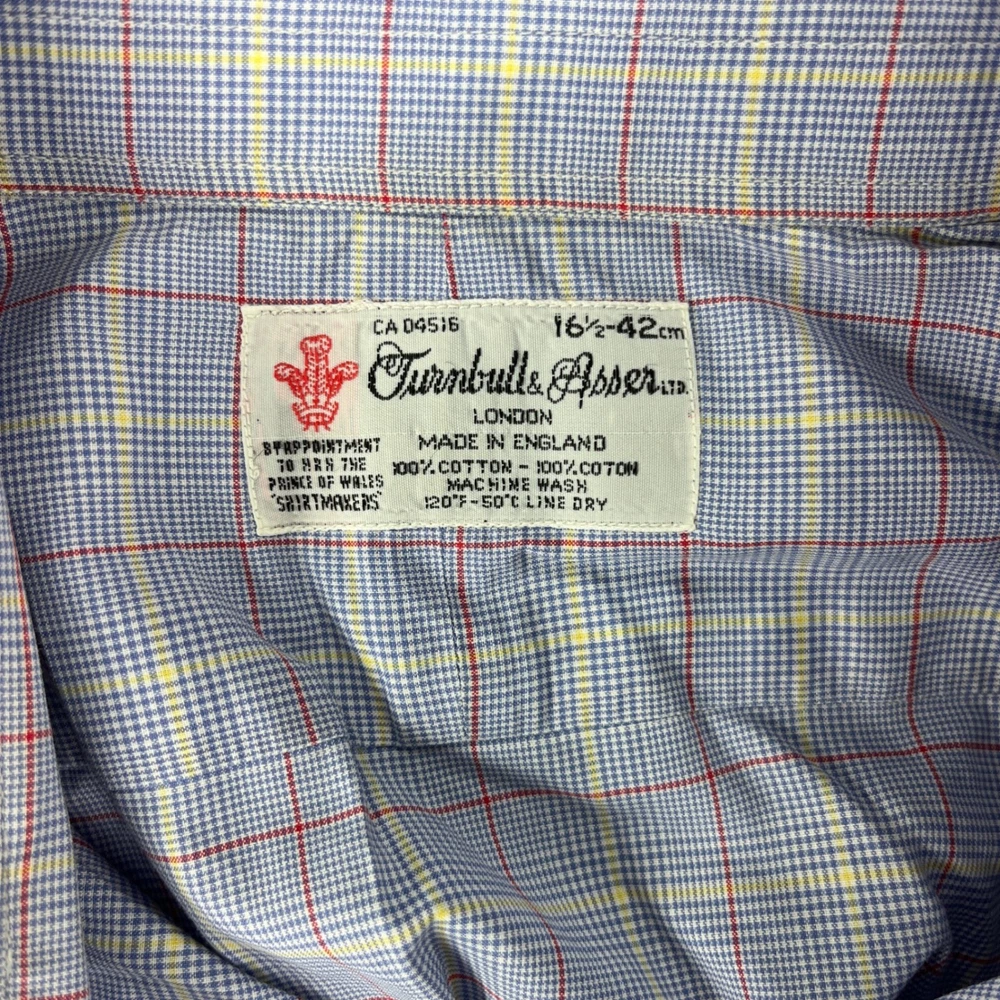 CA 04516 16½-42cm
Turnbull & Asser LTD.
LONDON
MADE IN ENGLAND
100% COTTON - 100% COTON
MACHINE WASH
120°F-50°C LINE DRY
BY APPOINTMENT
TO HRH THE
PRINCE OF WALES
"SHIRTMAKERS"